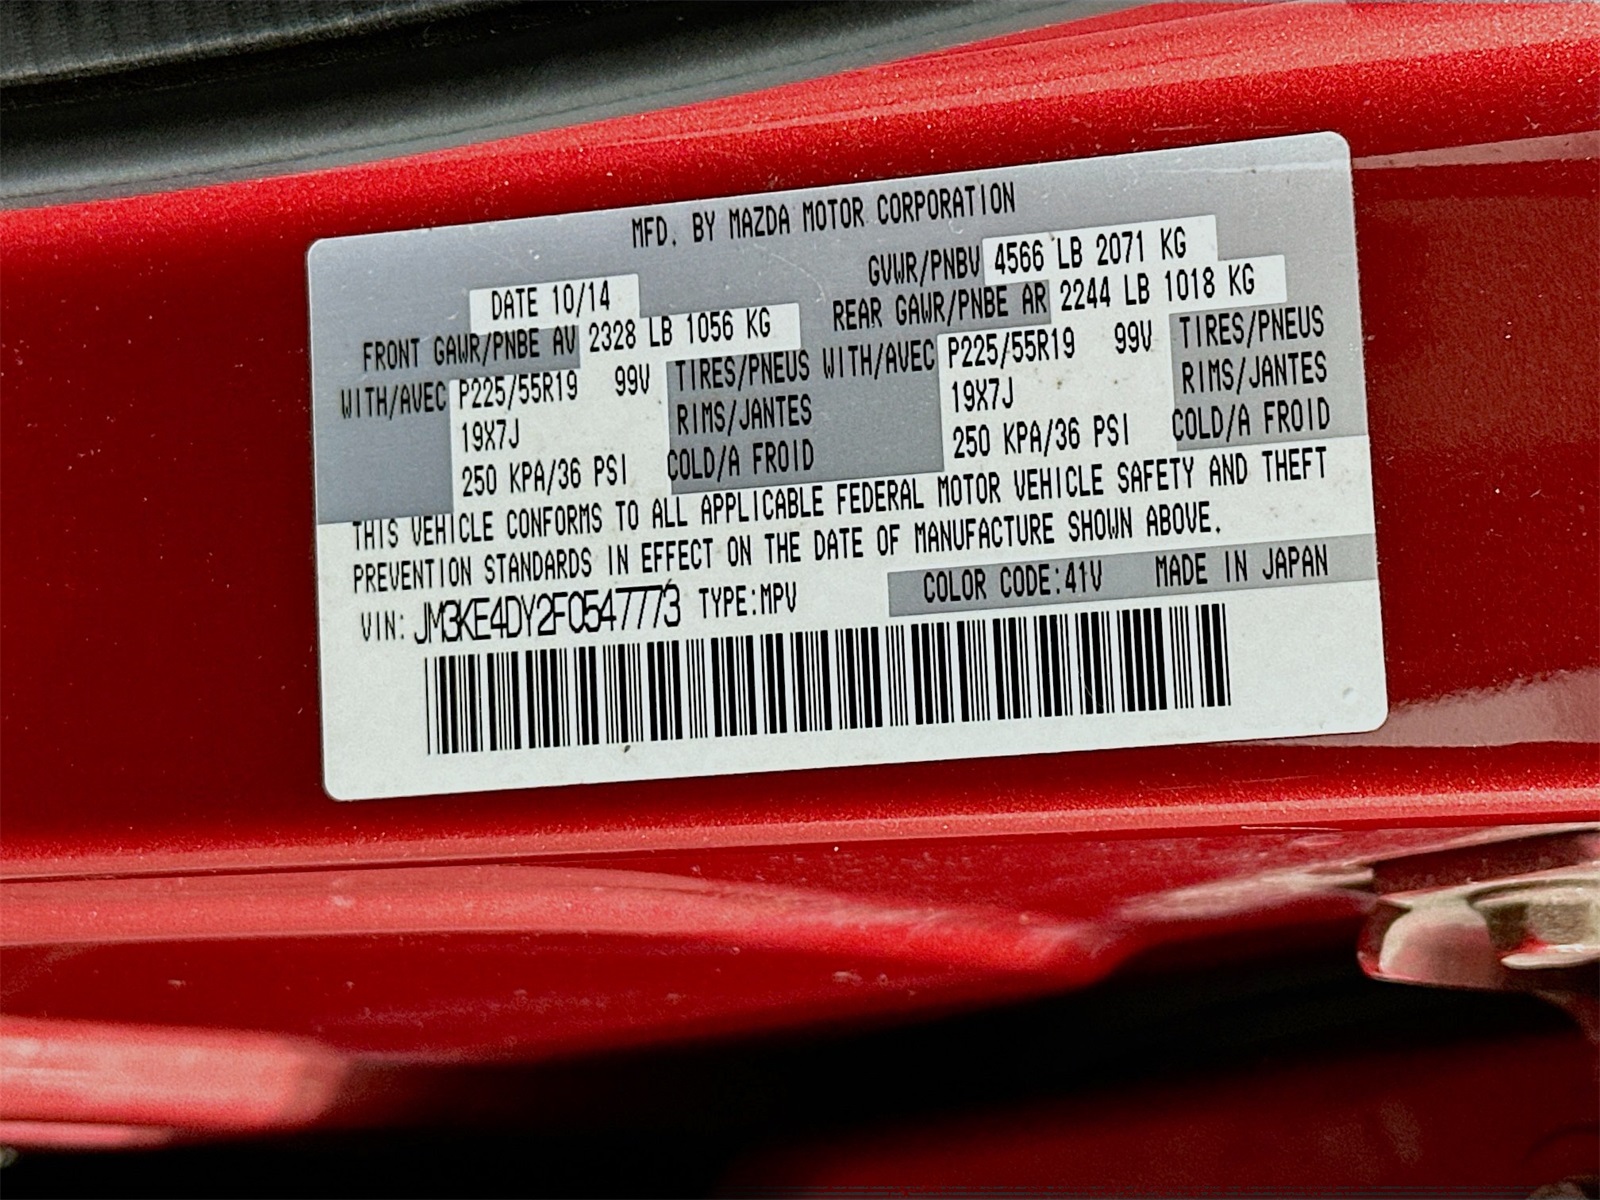 MFD. BY MAZDA MOTOR CORPORATION
DATE 10/14 GVWR/PNBV 4566 LB 2071 KG
FRONT GAWR/PNBE AV 2328 LB 1056 KG REAR GAWR/PNBE AR 2244 LB 1018 KG
WITH/AVEC P225/55R19 99V TIRES/PNEUS WITH/AVEC P225/55R19 99V TIRES/PNEUS
19X7J RIMS/JANTES 19X7J RIMS/JANTES
250 KPA/36 PSI COLD/A FROID 250 KPA/36 PSI COLD/A FROID
THIS VEHICLE CONFORMS TO ALL APPLICABLE FEDERAL MOTOR VEHICLE SAFETY AND THEFT
PREVENTION STANDARDS IN EFFECT ON THE DATE OF MANUFACTURE SHOWN ABOVE.
VIN: JM3KE4DY2F0547773 TYPE:MPV COLOR CODE:41V MADE IN JAPAN